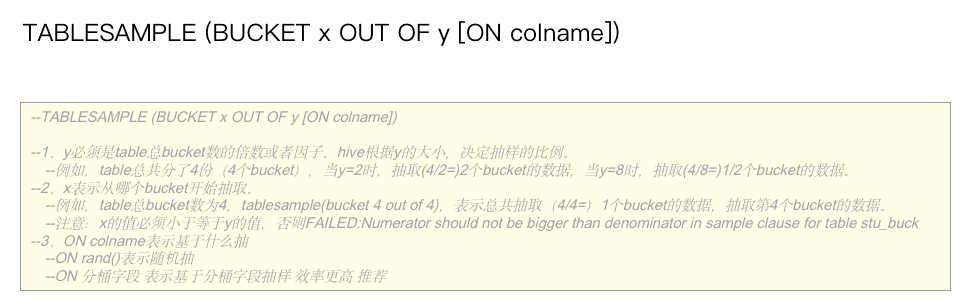 TABLESAMPLE (BUCKET x OUT OF y [ON colname])
--TABLESAMPLE (BUCKET x OUT OF y [ON colname])
--1、y必须是table总bucket数的倍数或者因子。hive根据y的大小，决定抽样的比例。
--例如，table总共分了4份（4个bucket），当y=2时，抽取(4/2=)2个bucket的数据，当y=8时，抽取(4/8=)1/2个bucket的数据。
--2、x表示从哪个bucket开始抽取。
--例如，table总bucket数为4，tablesample(bucket 4 out of 4)，表示总共抽取（4/4=）1个bucket的数据，抽取第4个bucket的数据。
--注意：x的值必须小于等于y的值，否则FAILED:Numerator should not be bigger than denominator in sample clause for table stu_buck
--3、ON colname表示基于什么抽
--ON rand()表示随机抽
--ON 分桶字段 表示基于分桶字段抽样 效率更高 推荐